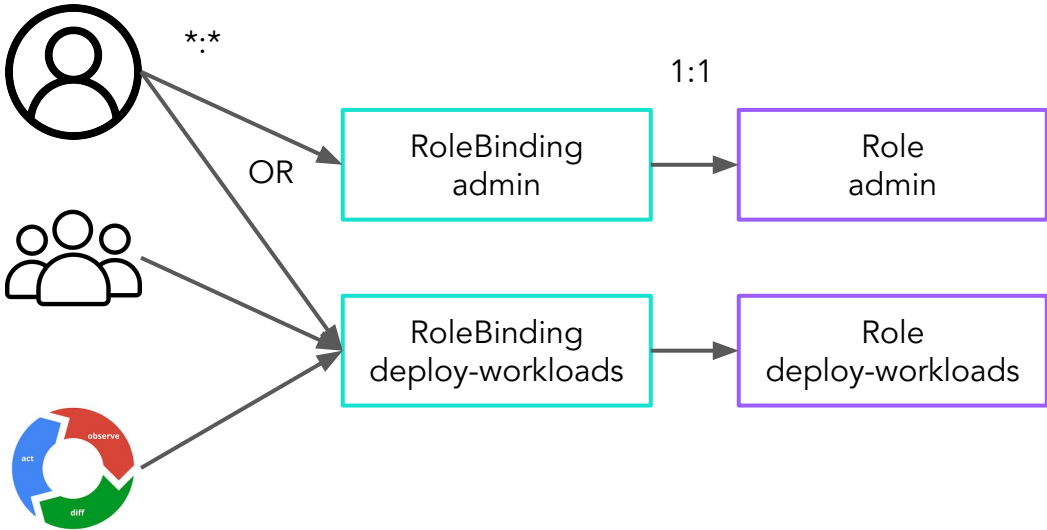 *:*
1:1
RoleBinding
admin
Role
admin
OR
RoleBinding
deploy-workloads
Role
deploy-workloads
observe
act
diff